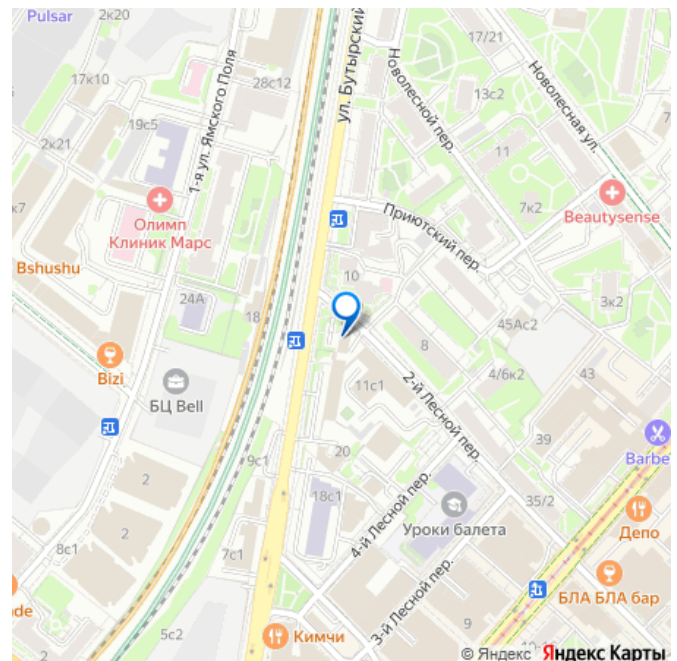 Pulsar
17к10
28с12
ул. Бутырский
17/21
Новолесной пер.
13с2
Новолесная ул.
2к21
19с5
1-я ул. Ямского Поля
11
7к2
Beautysense
к7
Олимп
Клиник Марс
Приютский пер.
Bshushu
10
24А
18
3к2
45Ас2
8
Bizi
БЦ Bell
11с1
2-й Лесной пер.
4/6к2
43
39
Barbe
9с1
20
2
2
18с1
4-й Лесной пер.
Уроки балета
35/2
Депо
8с1
7с1
3-й Лесной пер.
БЛА БЛА бар
de
5с2
Кимчи
9
© Яндекс Яндекс Карты